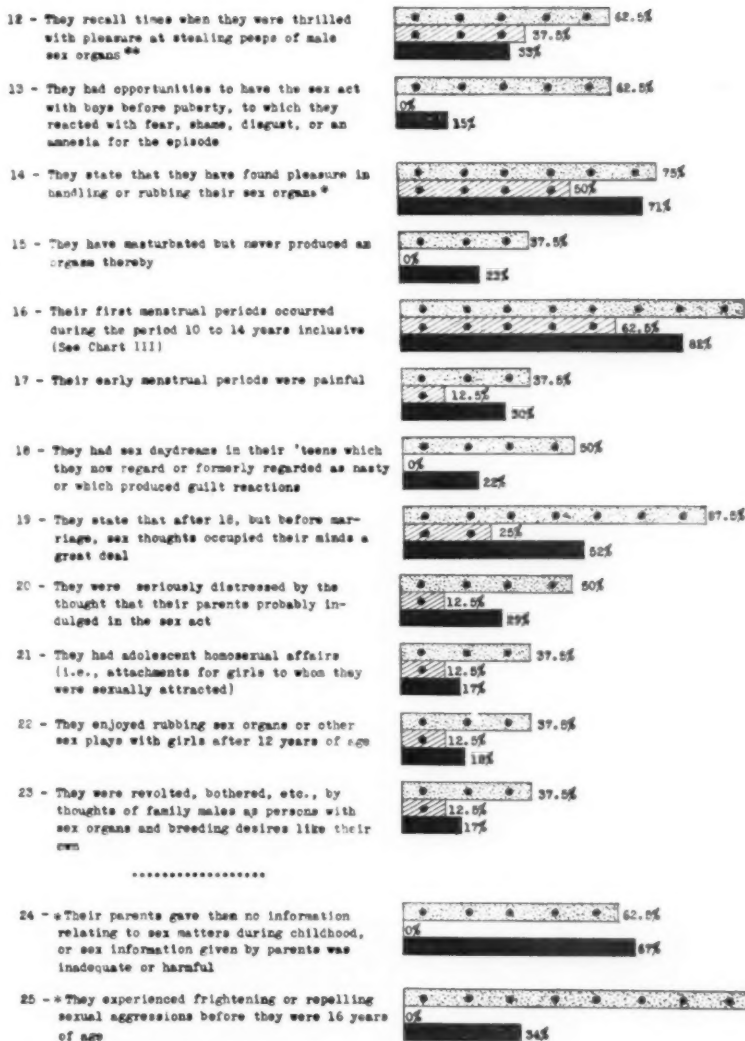 12 - They recall times when they were thrilled
with pleasure at stealing peeps of male
sex organs**
62.5%
37.5%
33%
13 - They had opportunities to have the sex act
with boys before puberty, to which they
reacted with fear, shame, disgust, or an
amnesia for the episode
62.5%
0%
15%
14 - They state that they have found pleasure in
handling or rubbing their sex organs*
75%
50%
71%
15 - They have masturbated but never produced an
orgasm thereby
37.5%
0%
23%
16 - Their first menstrual periods occurred
during the period 10 to 14 years inclusive
(See Chart III)
62.5%
82%
17 - Their early menstrual periods were painful
37.5%
12.5%
30%
18 - They had sex daydreams in their 'teens which
they now regard or formerly regarded as nasty
or which produced guilt reactions
50%
0%
22%
19 - They state that after 18, but before mar-
riage, sex thoughts occupied their minds a
great deal
87.5%
25%
52%
20 - They were seriously distressed by the
thought that their parents probably in-
dulged in the sex act
50%
12.5%
29%
21 - They had adolescent homosexual affairs
(i.e., attachments for girls to whom they
were sexually attracted)
37.5%
12.5%
17%
22 - They enjoyed rubbing sex organs or other
sex plays with girls after 12 years of age
37.5%
12.5%
18%
23 - They were revolted, bothered, etc., by
thoughts of family males as persons with
sex organs and breeding desires like their
own
37.5%
12.5%
17%
******************
24 - *Their parents gave them no information
relating to sex matters during childhood,
or sex information given by parents was
inadequate or harmful
62.5%
0%
67%
25 - *They experienced frightening or repelling
sexual aggressions before they were 16 years
of age
0%
34%